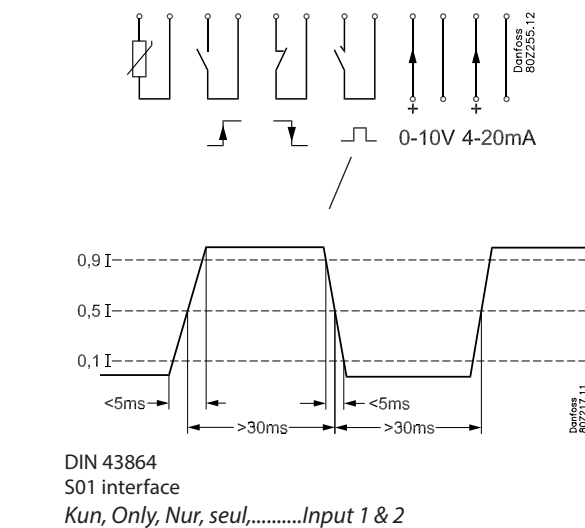 Danfoss
80Z255.12
+ +
0-10V 4-20mA
0,9 I
0,5 I
0,1 I
<5ms <5ms
>30ms >30ms
Danfoss
80Z217.11
DIN 43864
S01 interface
Kun, Only, Nur, seul,..........Input 1 & 2